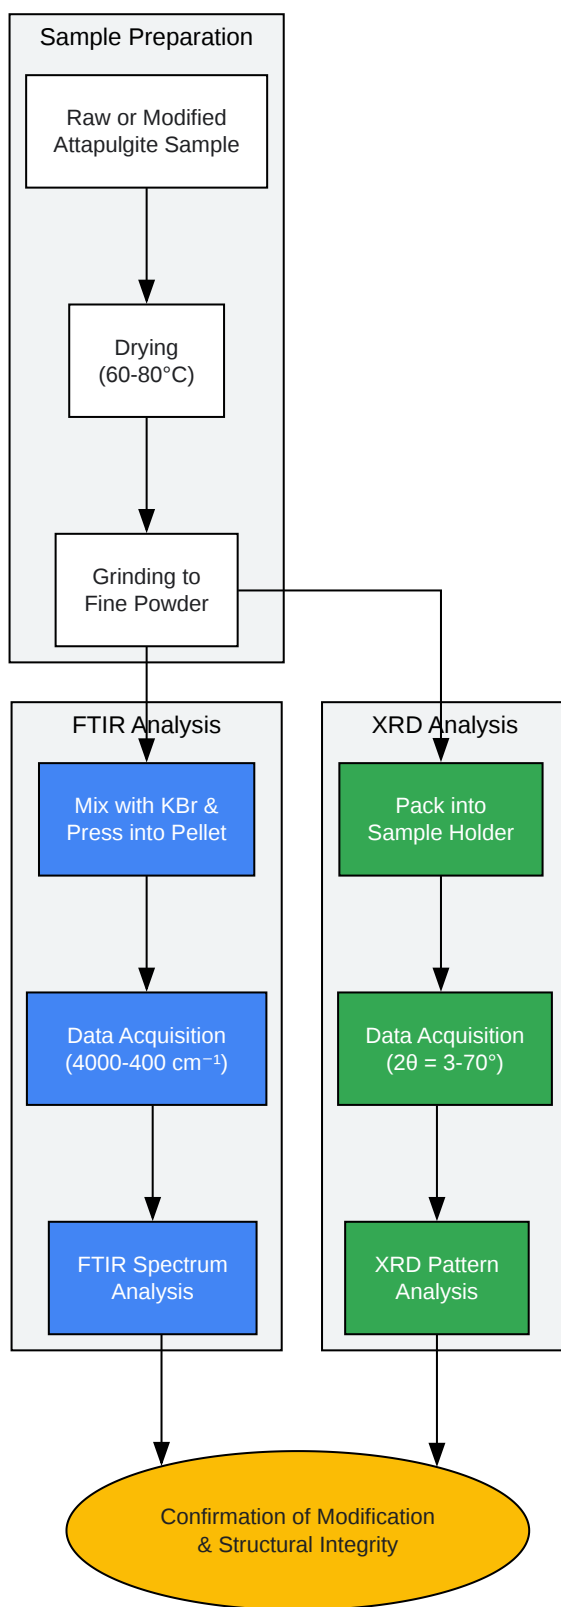 Sample Preparation
Raw or Modified
Attapulgite Sample
Drying
(60-80°C)
Grinding to
Fine Powder
FTIR Analysis
Mix with KBr &
Press into Pellet
Data Acquisition
(4000-400 cm⁻¹)
FTIR Spectrum
Analysis
XRD Analysis
Pack into
Sample Holder
Data Acquisition
(2θ = 3-70°)
XRD Pattern
Analysis
Confirmation of Modification
& Structural Integrity